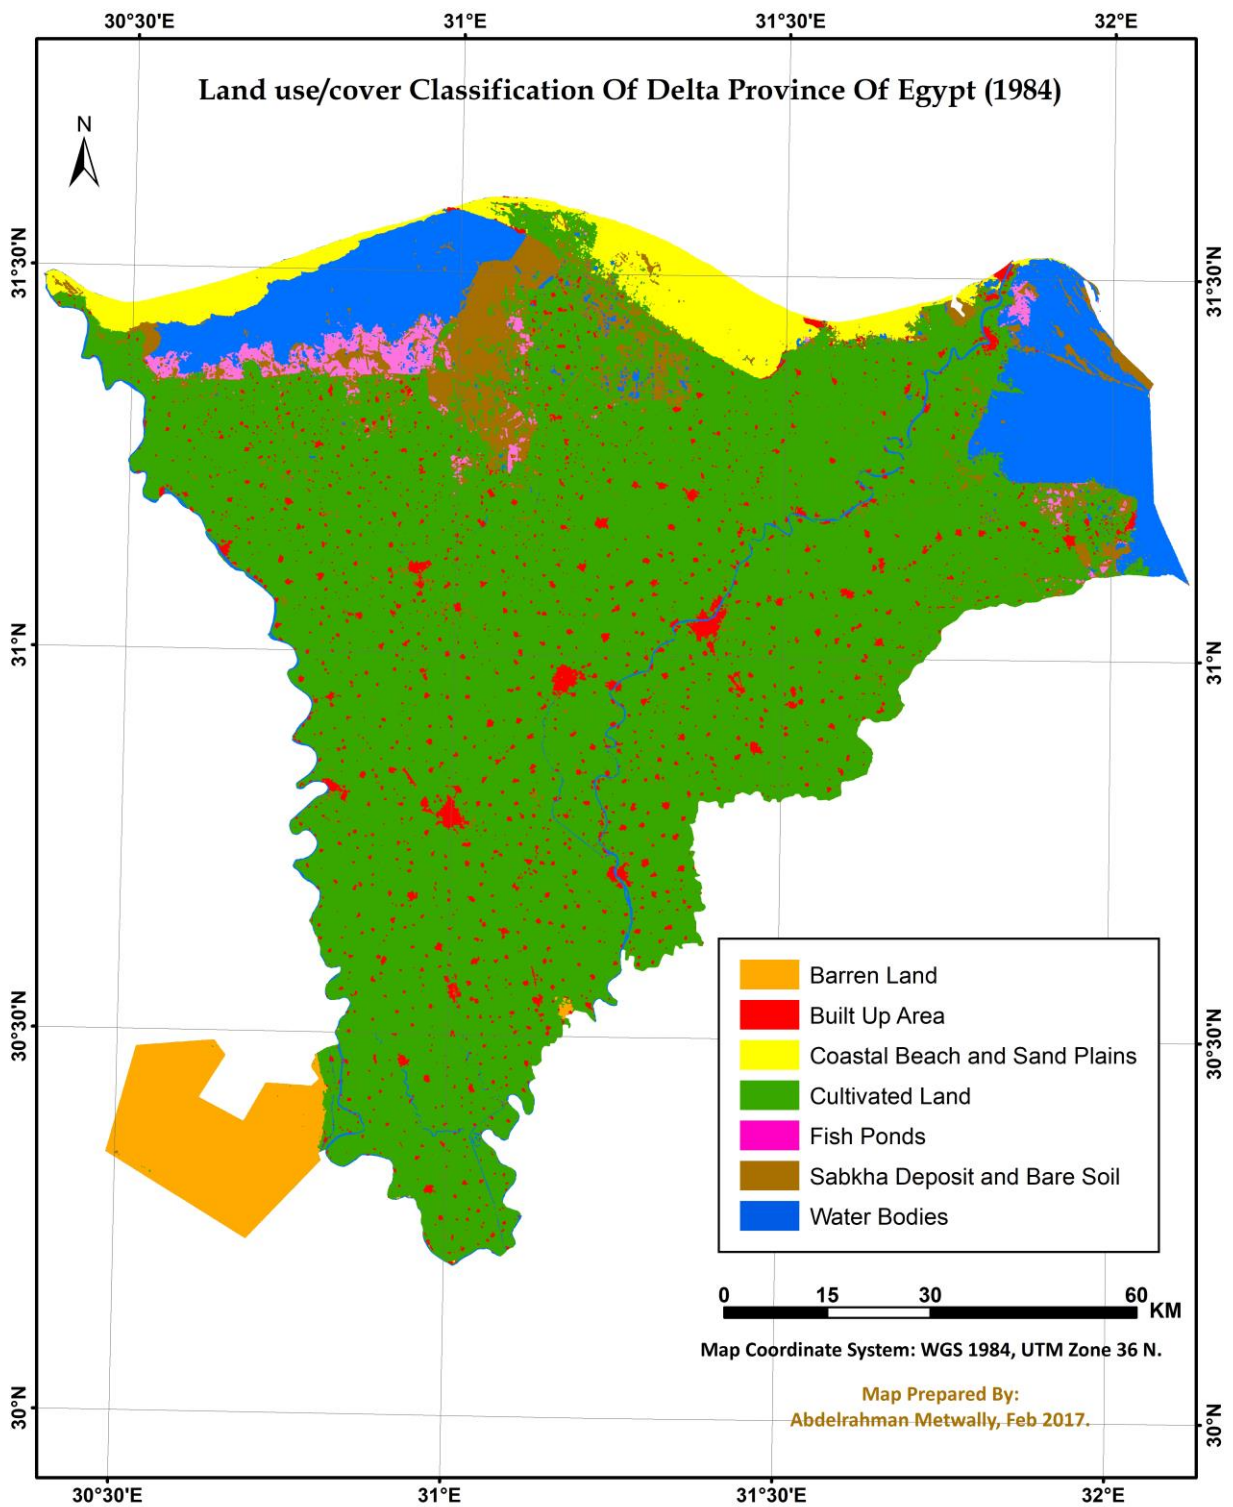 30°30'E 31°E 31°30'E 32°E
Land use/cover Classification Of Delta Province Of Egypt (1984)
N
31°30'N 31°30'N
31°N 31°N
30°30'N 30°30'N
30°N 30°N
Barren Land
Built Up Area
Coastal Beach and Sand Plains
Cultivated Land
Fish Ponds
Sabkha Deposit and Bare Soil
Water Bodies
0 15 30 60 KM
Map Coordinate System: WGS 1984, UTM Zone 36 N.
Map Prepared By:
Abdelrahman Metwally, Feb 2017.
30°30'E 31°E 31°30'E 32°E